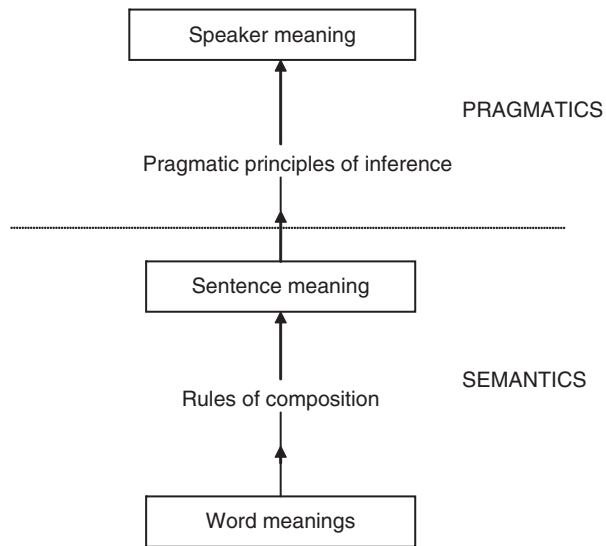 Speaker meaning
PRAGMATICS
Pragmatic principles of inference
Sentence meaning
SEMANTICS
Rules of composition
Word meanings